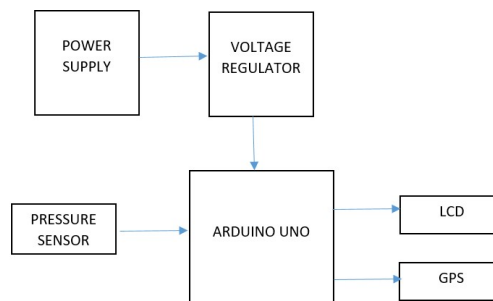 POWER
SUPPLY
VOLTAGE
REGULATOR
PRESSURE
SENSOR
ARDUINO UNO
LCD
GPS